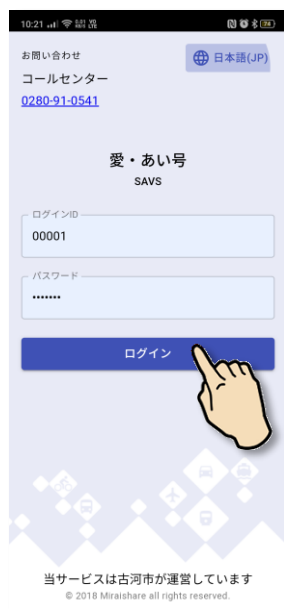 10:21
お問い合わせ
日本語(JP)
コールセンター
0280-91-0541
愛・あい号
SAVS
ログインID
00001
パスワード
•••••••
ログイン
当サービスは古河市が運営しています
© 2018 Miraishare all rights reserved.